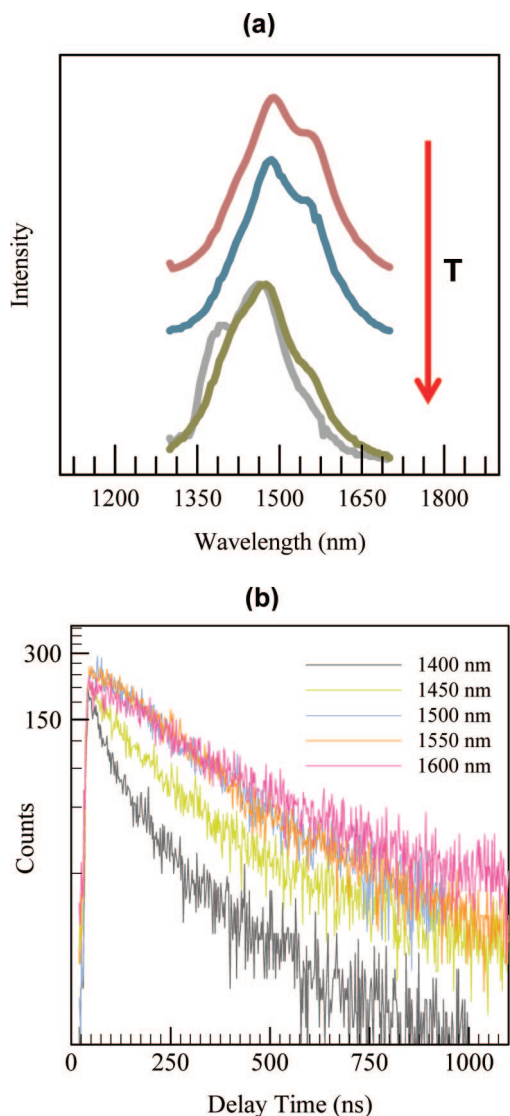 (a)
Intensity
T
1200 1350 1500 1650 1800
Wavelength (nm)
(b)
300
150
Counts
1400 nm
1450 nm
1500 nm
1550 nm
1600 nm
0 250 500 750 1000
Delay Time (ns)